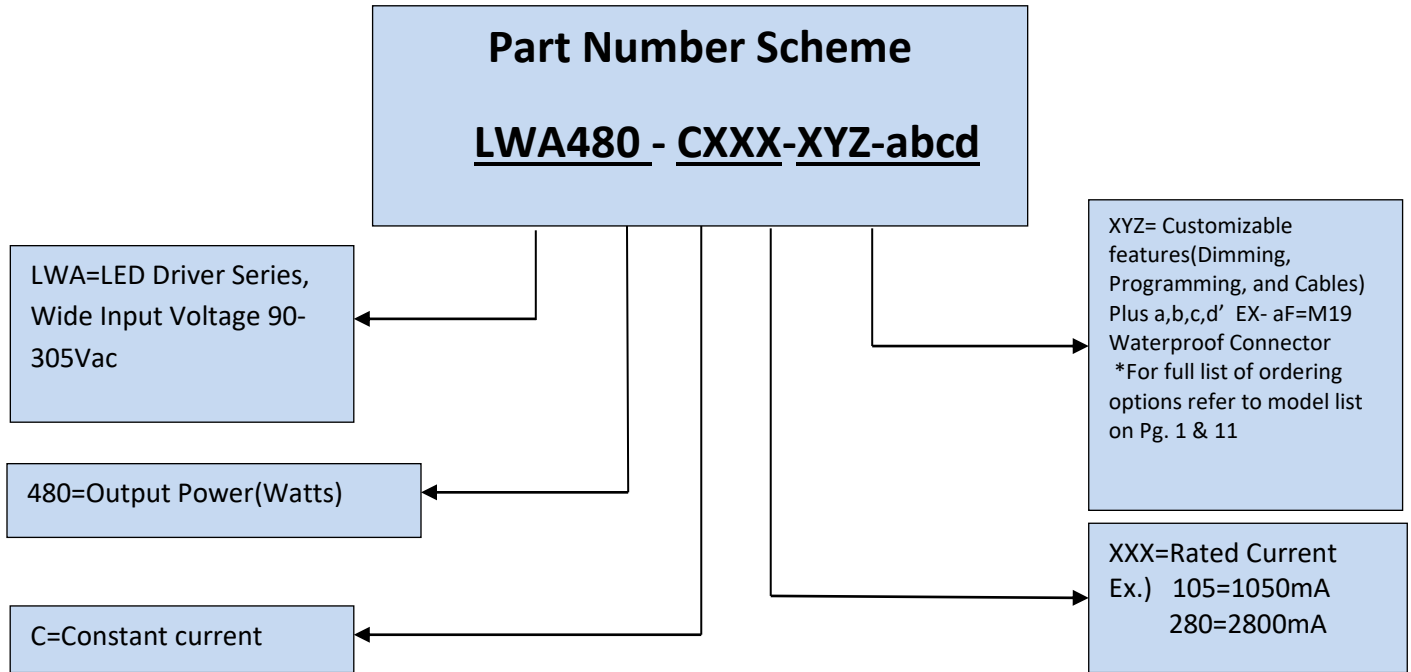 Part Number Scheme
LWA480 - CXXX-XYZ-abcd
LWA=LED Driver Series,
Wide Input Voltage 90-
305Vac
480=Output Power(Watts)
C=Constant current
XYZ= Customizable
features(Dimming,
Programming, and Cables)
Plus a,b,c,d’ EX- aF=M19
Waterproof Connector
*For full list of ordering
options refer to model list
on Pg. 1 & 11
XXX=Rated Current
Ex.) 105=1050mA
280=2800mA